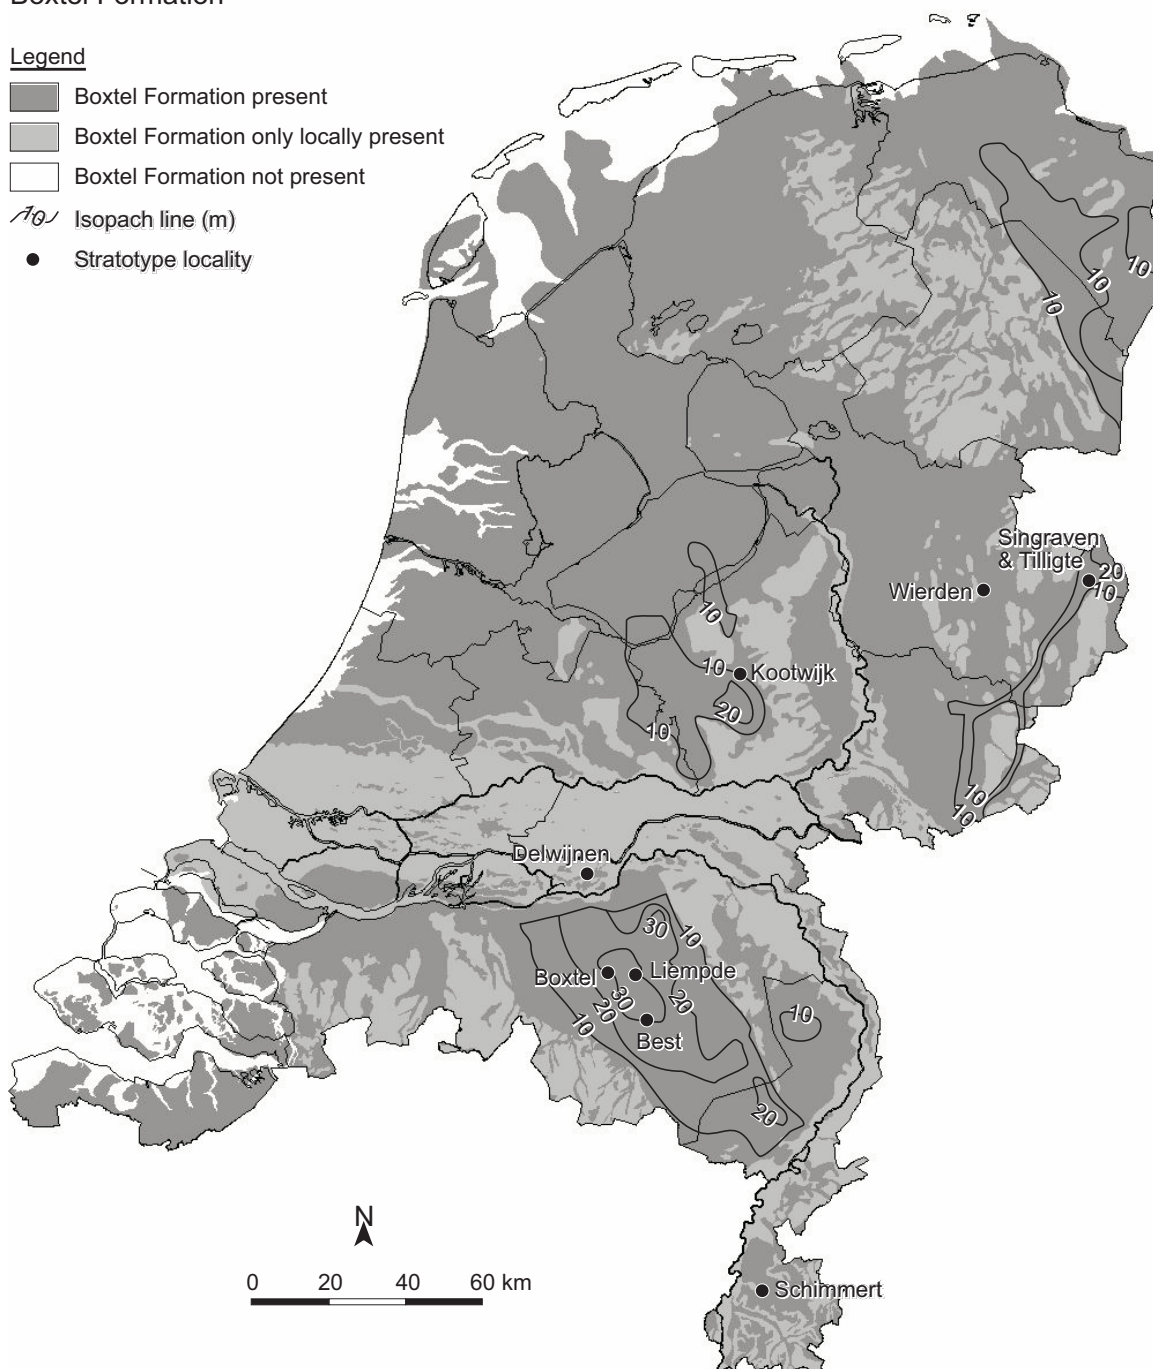 Boxtel Formation
Legend
Boxtel Formation present
Boxtel Formation only locally present
Boxtel Formation not present
10 Isopach line (m)
Stratotype locality
10
10
10
Singraven
& Tilligte
20
10
Wierden
10
10
Kootwijk
20
10
10
10
Delwijnen
30
10
Boxtel
Liempde
30
20
20
10
10
Best
20
N
0 20 40 60 km
Schimmert